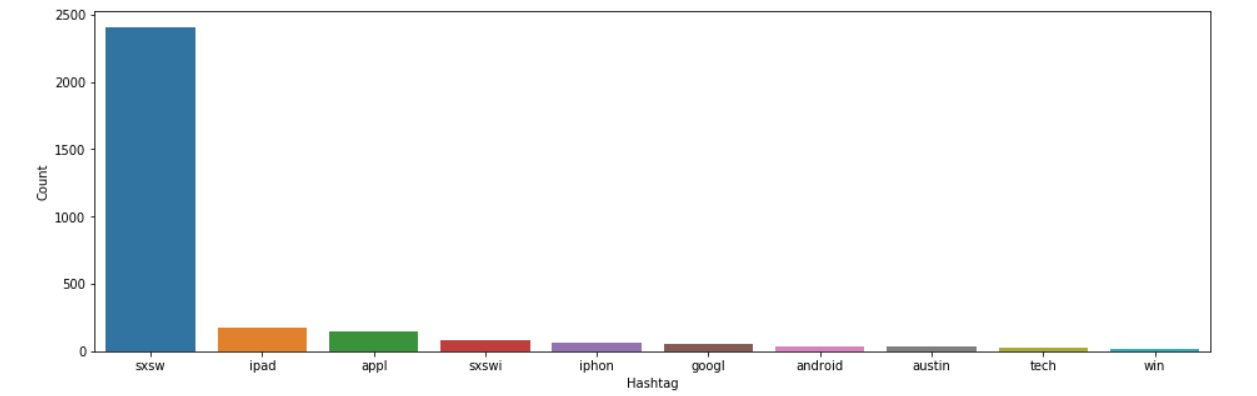 2500
2000
1500
1000
500
0
Count
sxsw ipad appl sxswi iphon googl android austin tech win
Hashtag